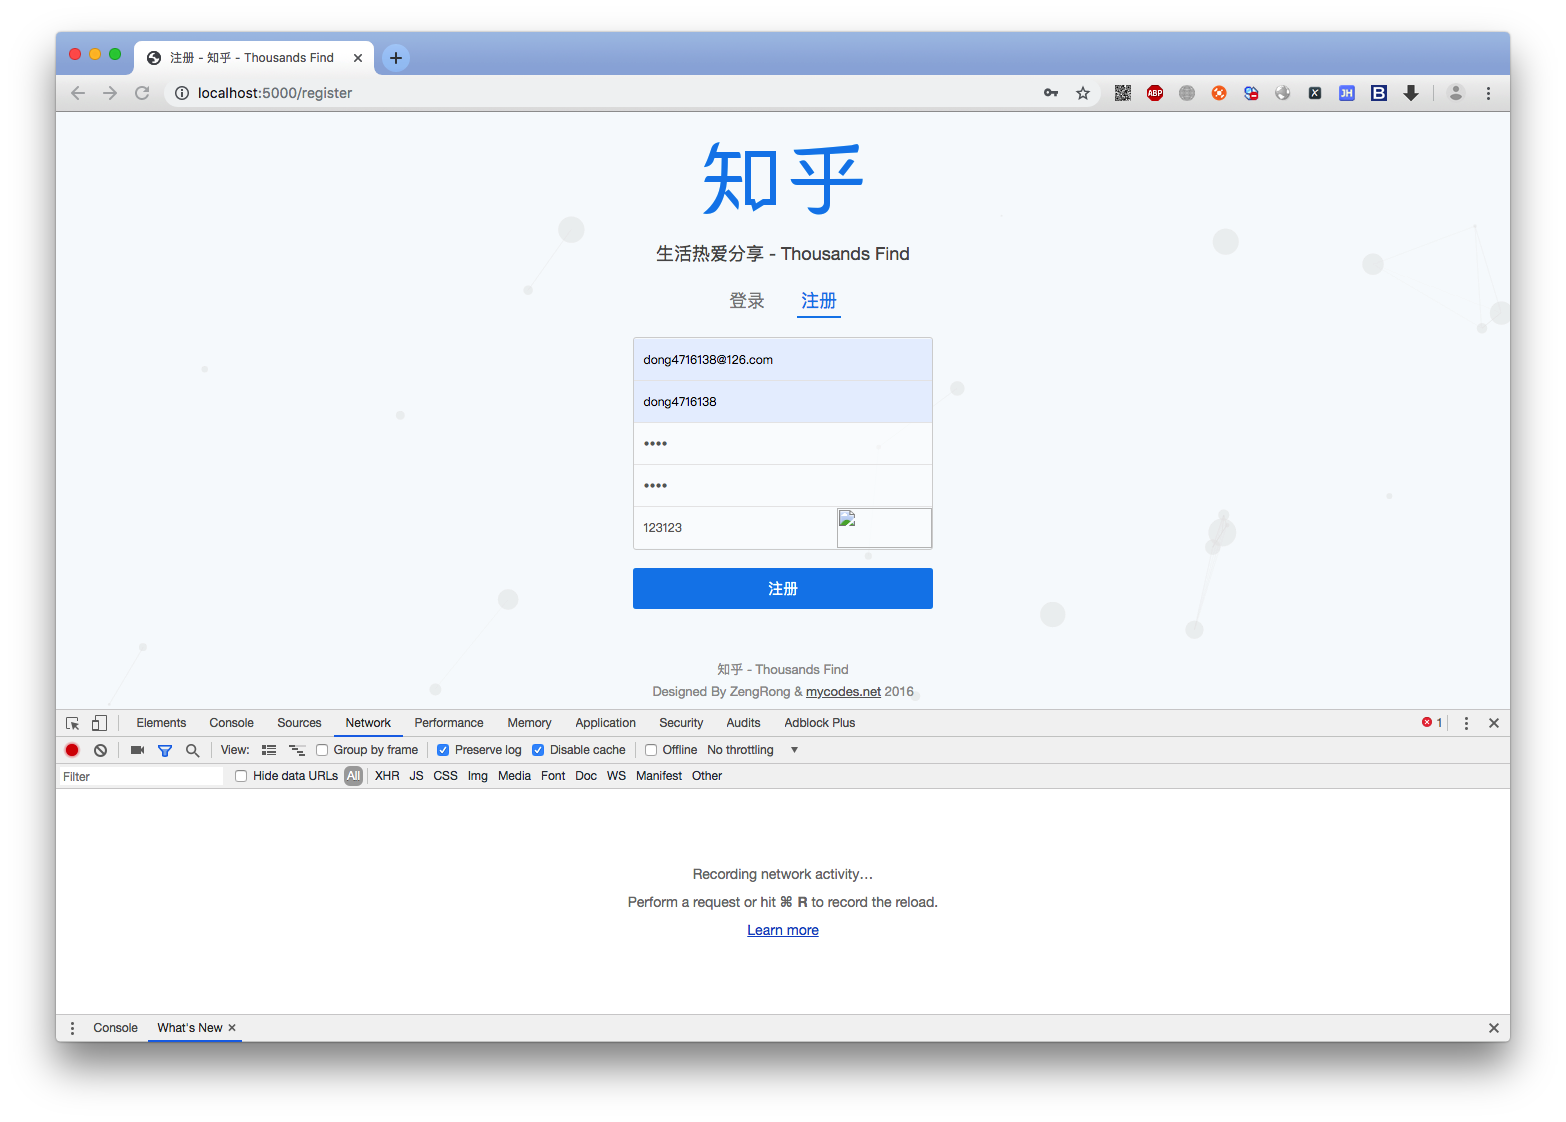 注册 - 知乎 - Thousands Find
localhost:5000/register
ABP
JH
B
知乎
生活热爱分享 - Thousands Find
登录 注册
dong4716138@126.com
dong4716138
••••
••••
123123
注册
知乎 - Thousands Find
Designed By ZengRong & mycodes.net 2016
Elements Console Sources Network Performance Memory Application Security Audits Adblock Plus 1
View: Group by frame Preserve log Disable cache Offline No throttling
Filter Hide data URLs All XHR JS CSS Img Media Font Doc WS Manifest Other
Recording network activity…
Perform a request or hit ⌘ R to record the reload.
Learn more
Console What's New